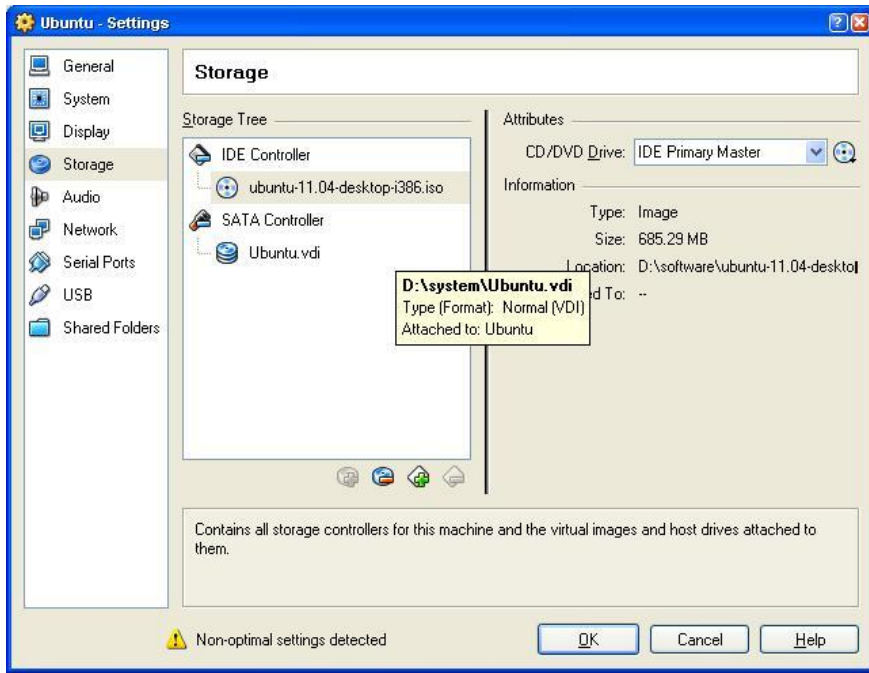 Ubuntu - Settings
General
System
Display
Storage
Audio
Network
Serial Ports
USB
Shared Folders
Storage
Storage Tree
IDE Controller
ubuntu-11.04-desktop-i386.iso
SATA Controller
Ubuntu.vdi
Attributes
CD/DVD Drive: IDE Primary Master
Information
Type: Image
Size: 685.29 MB
Location: D:\software\ubuntu-11.04-deskto
d To: --
D:\system\Ubuntu.vdi
Type (Format): Normal (VDI)
Attached to: Ubuntu
Contains all storage controllers for this machine and the virtual images and host drives attached to
them.
Non-optimal settings detected
OK
Cancel
Help